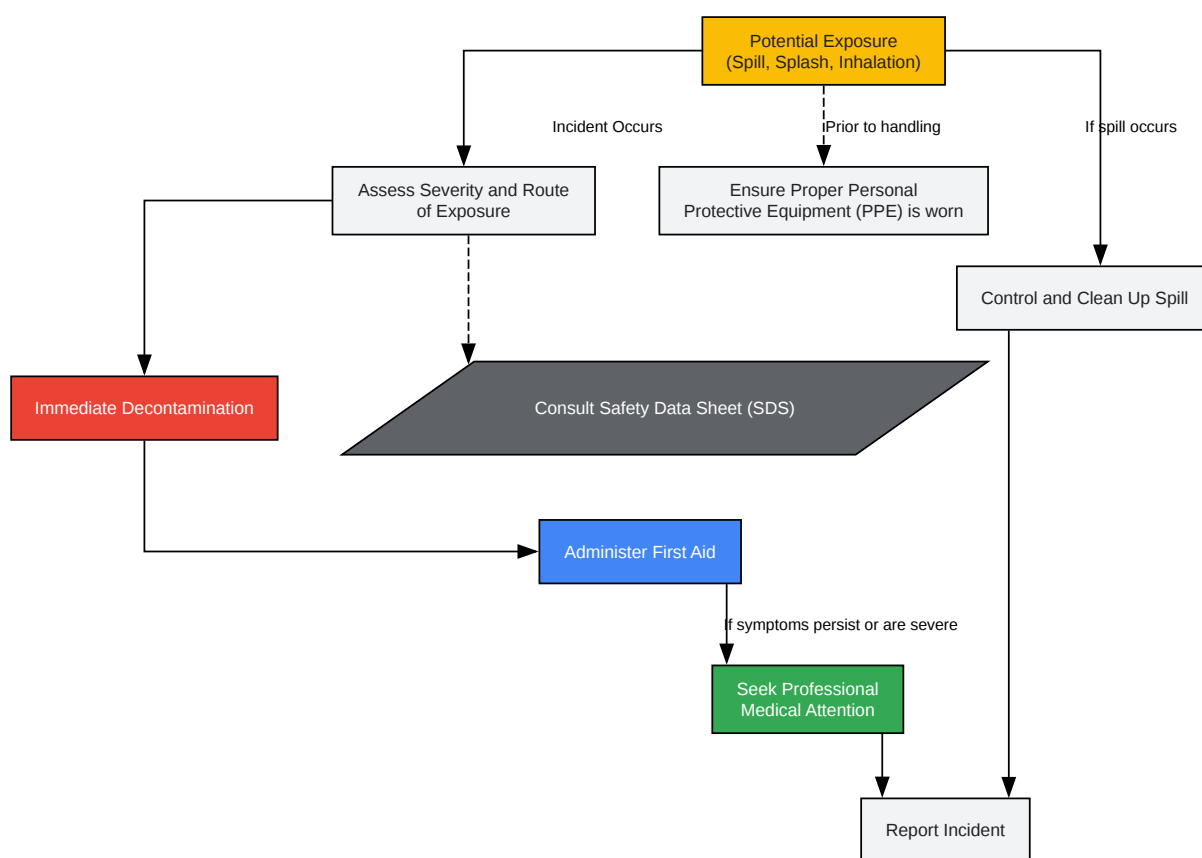 Potential Exposure
(Spill, Splash, Inhalation)
Incident Occurs
Prior to handling
If spill occurs
Assess Severity and Route
of Exposure
Ensure Proper Personal
Protective Equipment (PPE) is worn
Control and Clean Up Spill
Immediate Decontamination
Consult Safety Data Sheet (SDS)
Administer First Aid
If symptoms persist or are severe
Seek Professional
Medical Attention
Report Incident